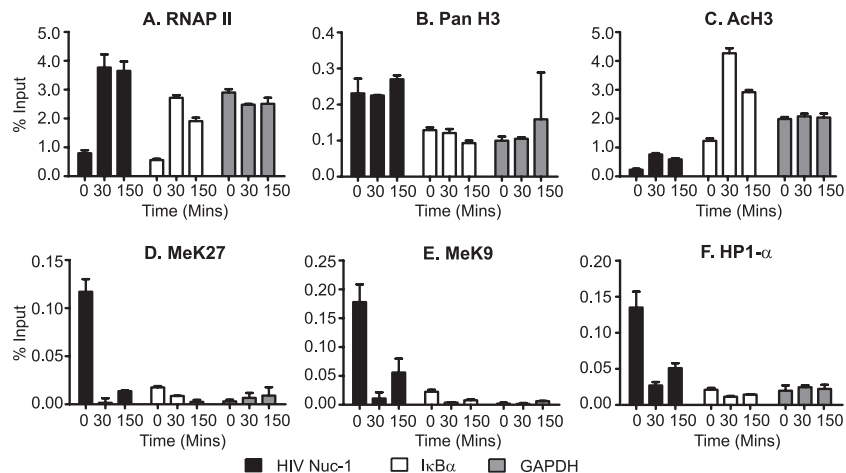 A. RNAP II
B. Pan H3
C. AcH3
% Input
5.0
4.0
3.0
2.0
1.0
0.0
0 30 150 0 30 150 0 30 150
Time (Mins)
0.4
0.3
0.2
0.1
0.0
0 30 150 0 30 150 0 30 150
Time (Mins)
5.0
4.0
3.0
2.0
1.0
0.0
0 30 150 0 30 150 0 30 150
Time (Mins)
D. MeK27
E. MeK9
F. HP1-α
% Input
0.15
0.10
0.05
0.00
0 30 150 0 30 150 0 30 150
Time (Mins)
0.25
0.20
0.15
0.10
0.05
0.00
0 30 150 0 30 150 0 30 150
Time (Mins)
0.20
0.15
0.10
0.05
0.00
0 30 150 0 30 150 0 30 150
Time (Mins)
HIV Nuc-1 IκBα GAPDH